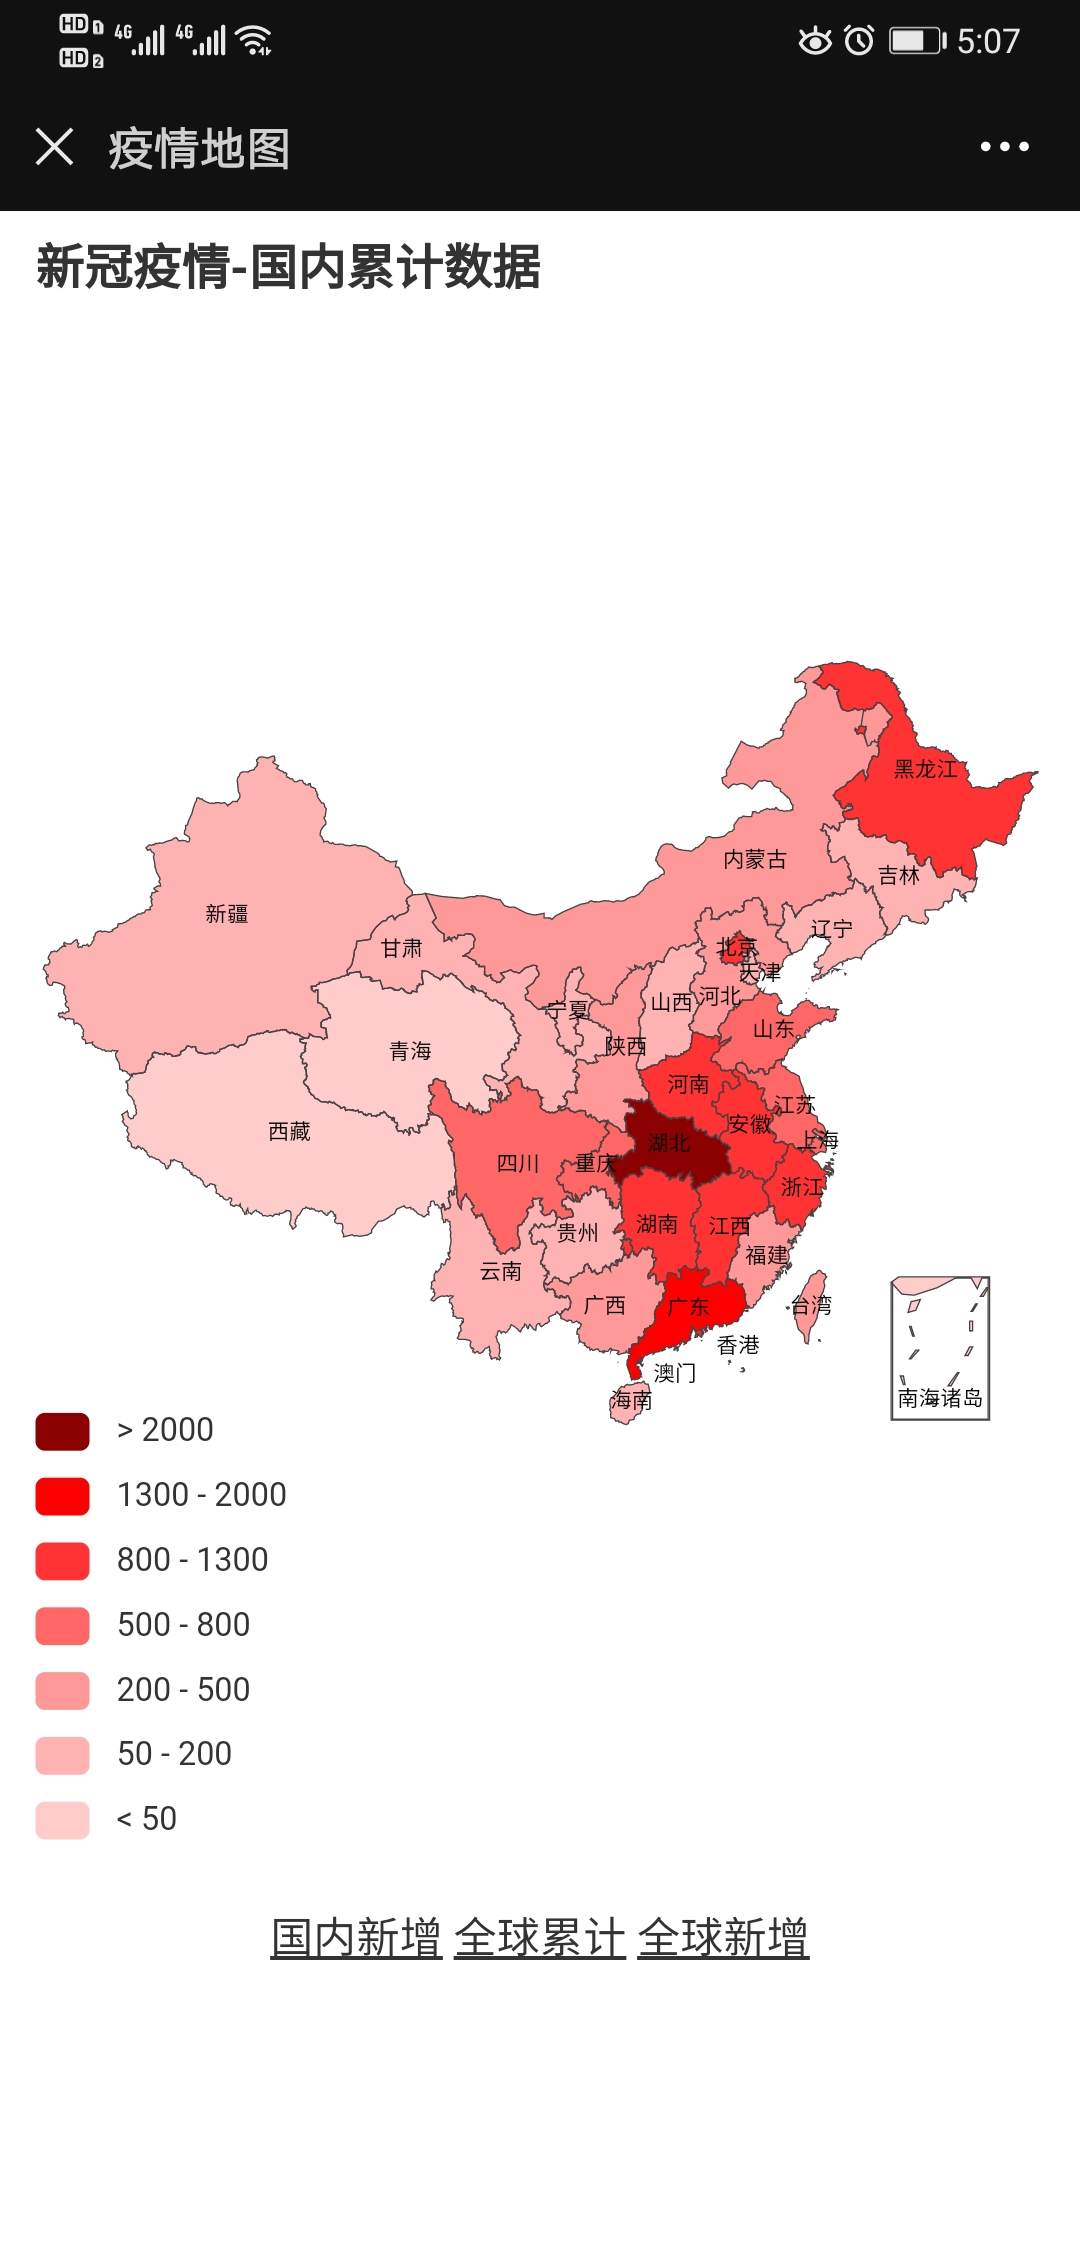 HD 1 4G 4G 5:07
HD 2
疫情地图
新冠疫情-国内累计数据
黑龙江
内蒙古
吉林
新疆
辽宁
甘肃
北京
天津
宁夏
山西
河北
山东
青海
陕西
河南
江苏
西藏
安徽
上海
湖北
四川
重庆
浙江
贵州
湖南
江西
福建
云南
广西
广东
台湾
香港
澳门
海南
南海诸岛
> 2000
1300 - 2000
800 - 1300
500 - 800
200 - 500
50 - 200
< 50
国内新增 全球累计 全球新增